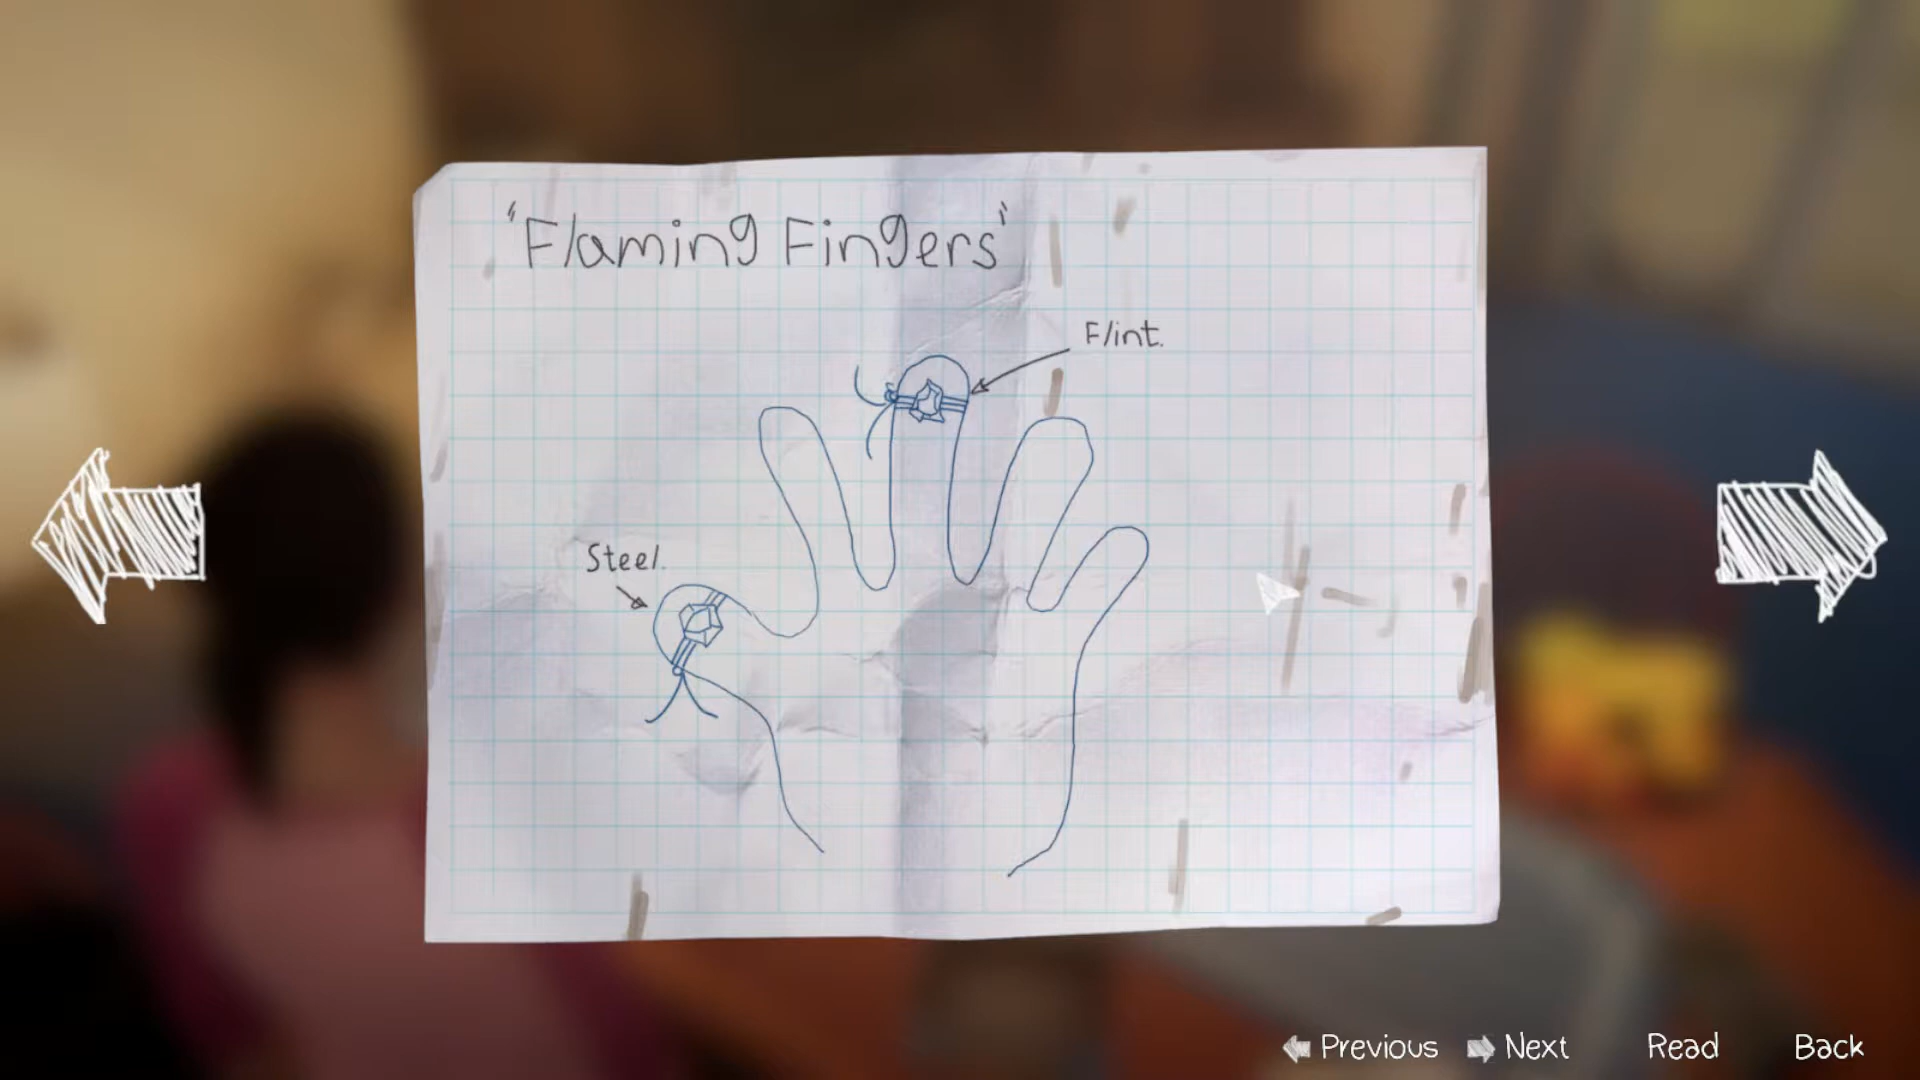 "Flaming Fingers"
Flint.
Steel.
Previous
Next
Read
Back